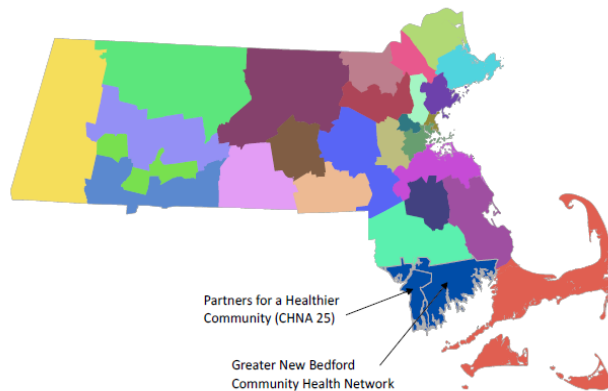 Partners for a Healthier
Community (CHNA 25)
Greater New Bedford
Community Health Network